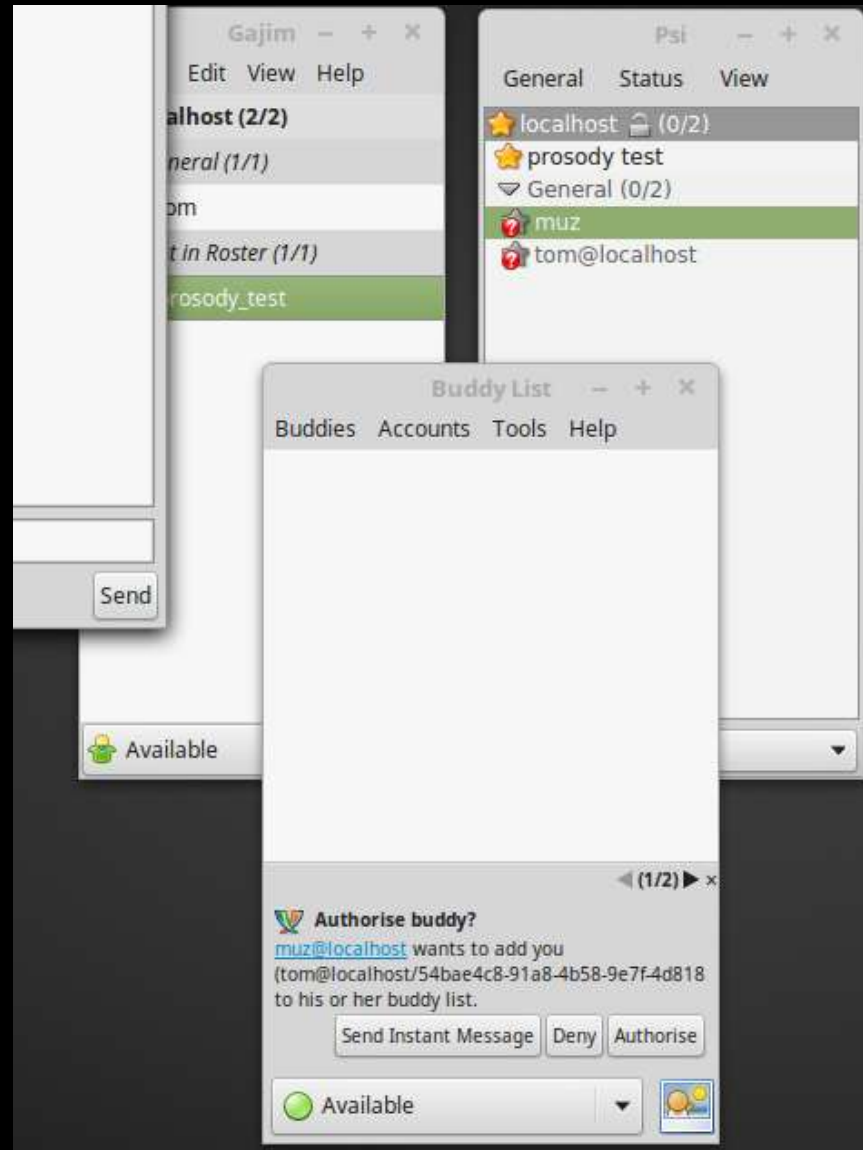 Gajim
Edit View Help
alhost (2/2)
neral (1/1)
om
t in Roster (1/1)
rosody_test
Send
Available
Psi
General Status View
localhost (0/2)
prosody test
General (0/2)
muz
tom@localhost
Buddy List
Buddies Accounts Tools Help
(1/2)
Authorise buddy?
muz@localhost wants to add you
(tom@localhost/54bae4c8-91a8-4b58-9e7f-4d818
to his or her buddy list.
Send Instant Message Deny Authorise
Available